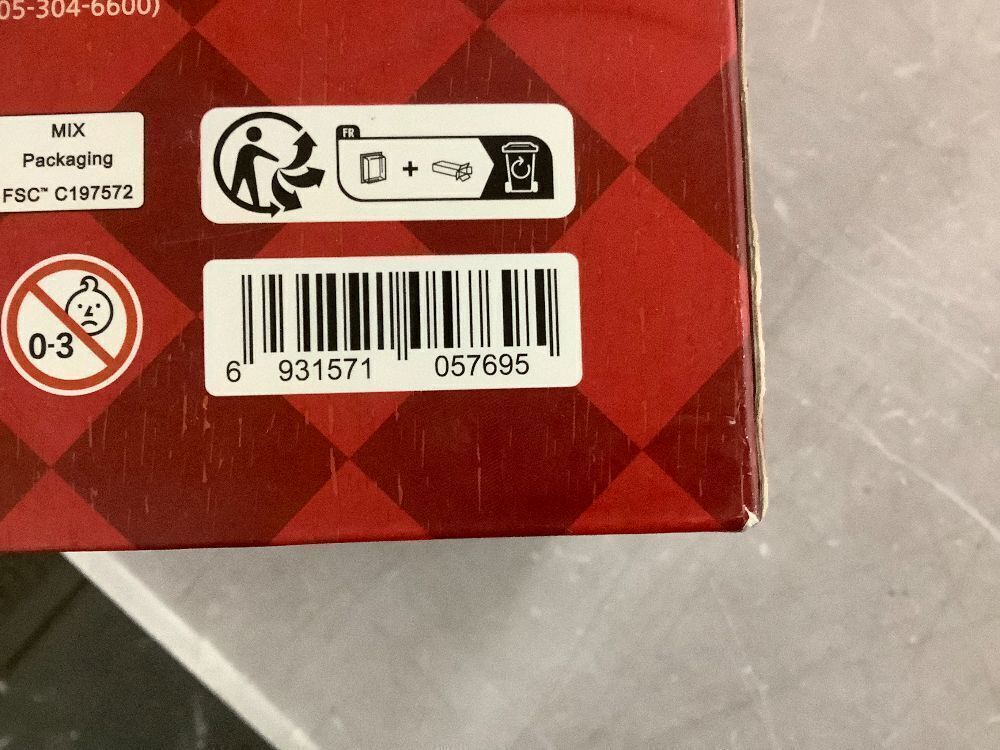 05-304-6600)
MIX
Packaging
FSC™ C197572
FR
+
0-3
6 931571 057695